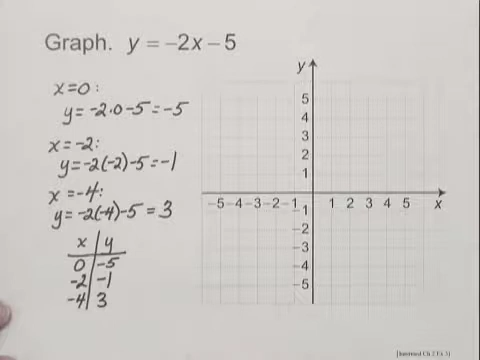 Graph. y = −2x − 5
x=0:
y = -2·0-5 = -5
x = -2:
y = -2(-2)-5 = -1
x = -4:
y = -2(-4)-5 = 3
x y
0 -5
-2 -1
-4 3
y
5
4
3
2
1
−5 −4 −3 −2 −1 1 2 3 4 5 x
−1
−2
−3
−4
−5